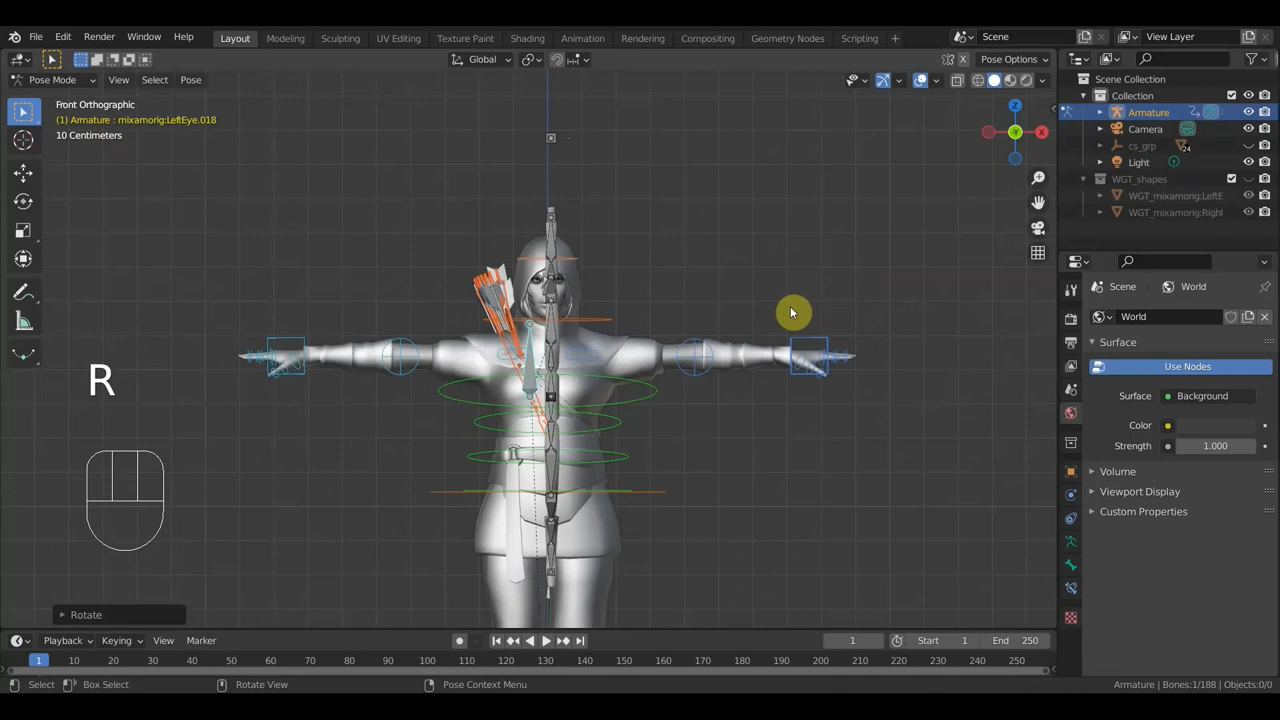 File Edit Render Window Help Layout Modeling Sculpting UV Editing Texture Paint Shading Animation Rendering Compositing Geometry Nodes Scripting + Scene View Layer
Global Pose Options
Pose Mode View Select Pose
Front Orthographic
(1) Armature : mixamorig:LeftEye.018
10 Centimeters
R
Rotate
Scene Collection
Collection
Armature
Camera
cs_grp 24
Light
WGT_shapes
WGT_mixamorig:LeftE
WGT_mixamorig:Righ
Scene World
World
Surface
Use Nodes
Surface Background
Color
Strength 1.000
Volume
Viewport Display
Custom Properties
Playback Keying View Marker 1 Start 1 End 250
1 10 20 30 40 50 60 70 80 90 100 110 120 130 140 150 160 170 180 190 200 210 220 230 240 250
Select Box Select Rotate View Pose Context Menu Armature | Bones:1/188 | Objects:0/0
X Y Z